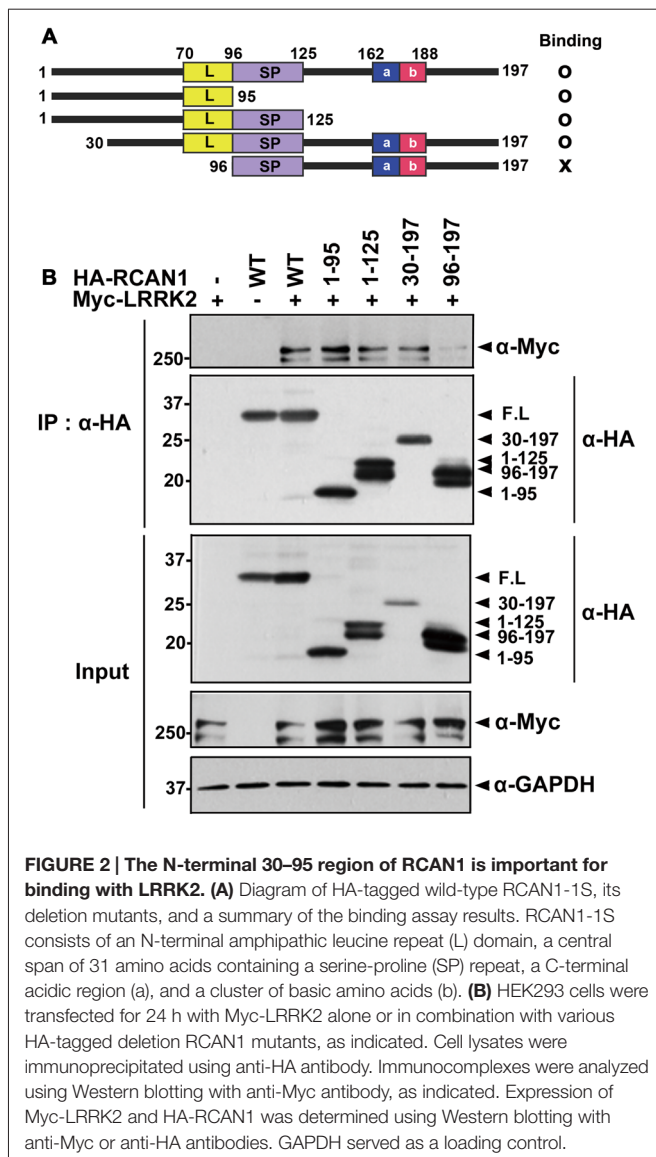 A
70 96 125 162 188 Binding
1 L SP a b 197 O
1 L 95 O
1 L SP 125 O
30 L SP a b 197 O
96 SP a b 197 X
B HA-RCAN1 - WT WT 1-95 1-125 30-197 96-197
Myc-LRRK2 + - + + + + +
250 α-Myc
IP : α-HA
37
25
20
F.L
30-197
1-125
96-197
1-95
α-HA
Input
37
25
20
F.L
30-197
1-125
96-197
1-95
α-HA
250 α-Myc
37 α-GAPDH
FIGURE 2 | The N-terminal 30–95 region of RCAN1 is important for
binding with LRRK2. (A) Diagram of HA-tagged wild-type RCAN1-1S, its
deletion mutants, and a summary of the binding assay results. RCAN1-1S
consists of an N-terminal amphipathic leucine repeat (L) domain, a central
span of 31 amino acids containing a serine-proline (SP) repeat, a C-terminal
acidic region (a), and a cluster of basic amino acids (b). (B) HEK293 cells were
transfected for 24 h with Myc-LRRK2 alone or in combination with various
HA-tagged deletion RCAN1 mutants, as indicated. Cell lysates were
immunoprecipitated using anti-HA antibody. Immunocomplexes were analyzed
using Western blotting with anti-Myc antibody, as indicated. Expression of
Myc-LRRK2 and HA-RCAN1 was determined using Western blotting with
anti-Myc or anti-HA antibodies. GAPDH served as a loading control.